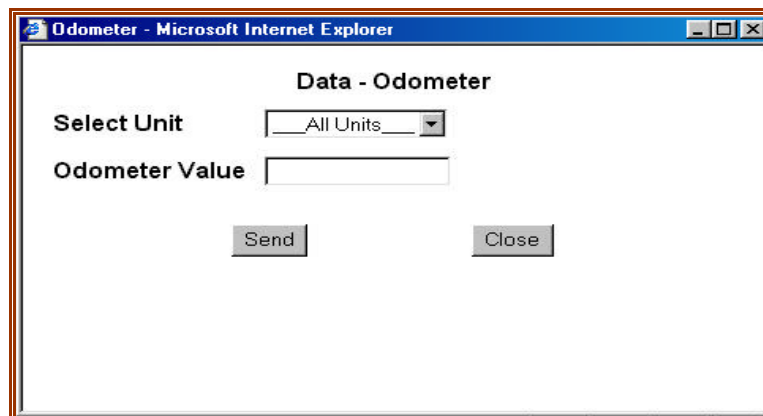 Odometer - Microsoft Internet Explorer
Data - Odometer
Select Unit ___All Units___
Odometer Value
Send Close